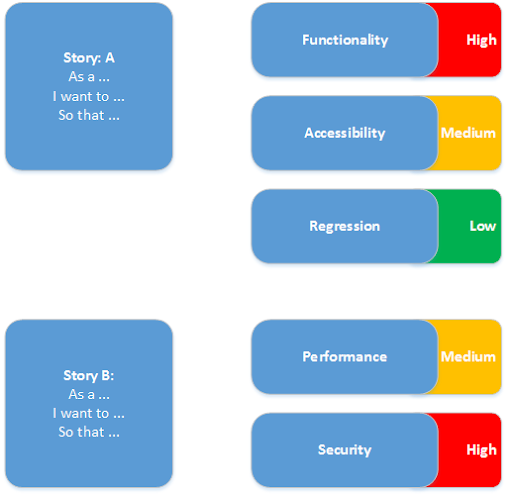 Story: A
As a ...
I want to ...
So that ...
Functionality High
Accessibility Medium
Regression Low
Story B:
As a ...
I want to ...
So that ...
Performance Medium
Security High